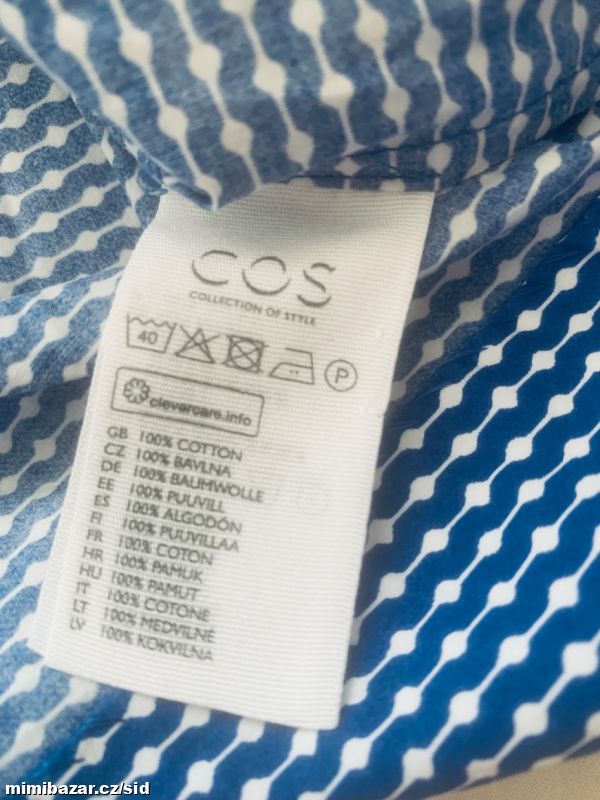 COS
COLLECTION OF STYLE
40
P
clevercare.info
GB 100% COTTON
CZ 100% BAVLNA
DE 100% BAUMWOLLE
EE 100% PUUVILL
ES 100% ALGODÓN
FI 100% PUUVILLAA
FR 100% COTON
HR 100% PAMUK
HU 100% PAMUT
IT 100% COTONE
LT 100% MEDVILNĖ
LV 100% KOKVILNA
mimibazar.cz/sid